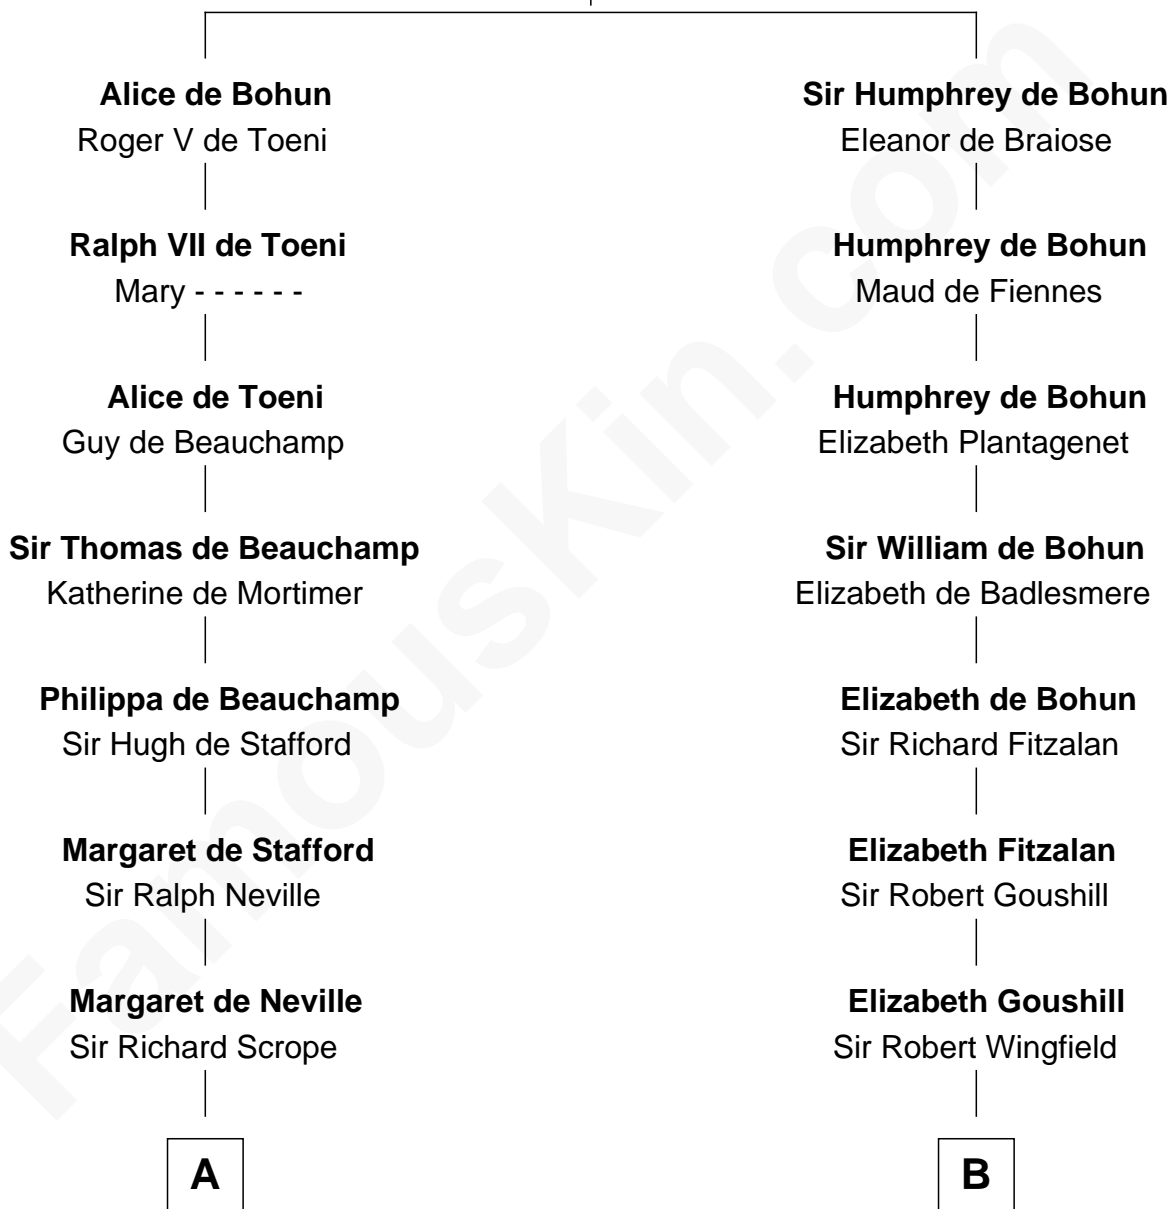 Alice de Bohun
Roger V de Toeni
Sir Humphrey de Bohun
Eleanor de Braiose
Ralph VII de Toeni
Mary - - - - - -
Humphrey de Bohun
Maud de Fiennes
Alice de Toeni
Guy de Beauchamp
Humphrey de Bohun
Elizabeth Plantagenet
Sir Thomas de Beauchamp
Katherine de Mortimer
Sir William de Bohun
Elizabeth de Badlesmere
Philippa de Beauchamp
Sir Hugh de Stafford
Elizabeth de Bohun
Sir Richard Fitzalan
Margaret de Stafford
Sir Ralph Neville
Elizabeth Fitzalan
Sir Robert Goushill
Margaret de Neville
Sir Richard Scrope
Elizabeth Goushill
Sir Robert Wingfield
A
B
FamousKin.com